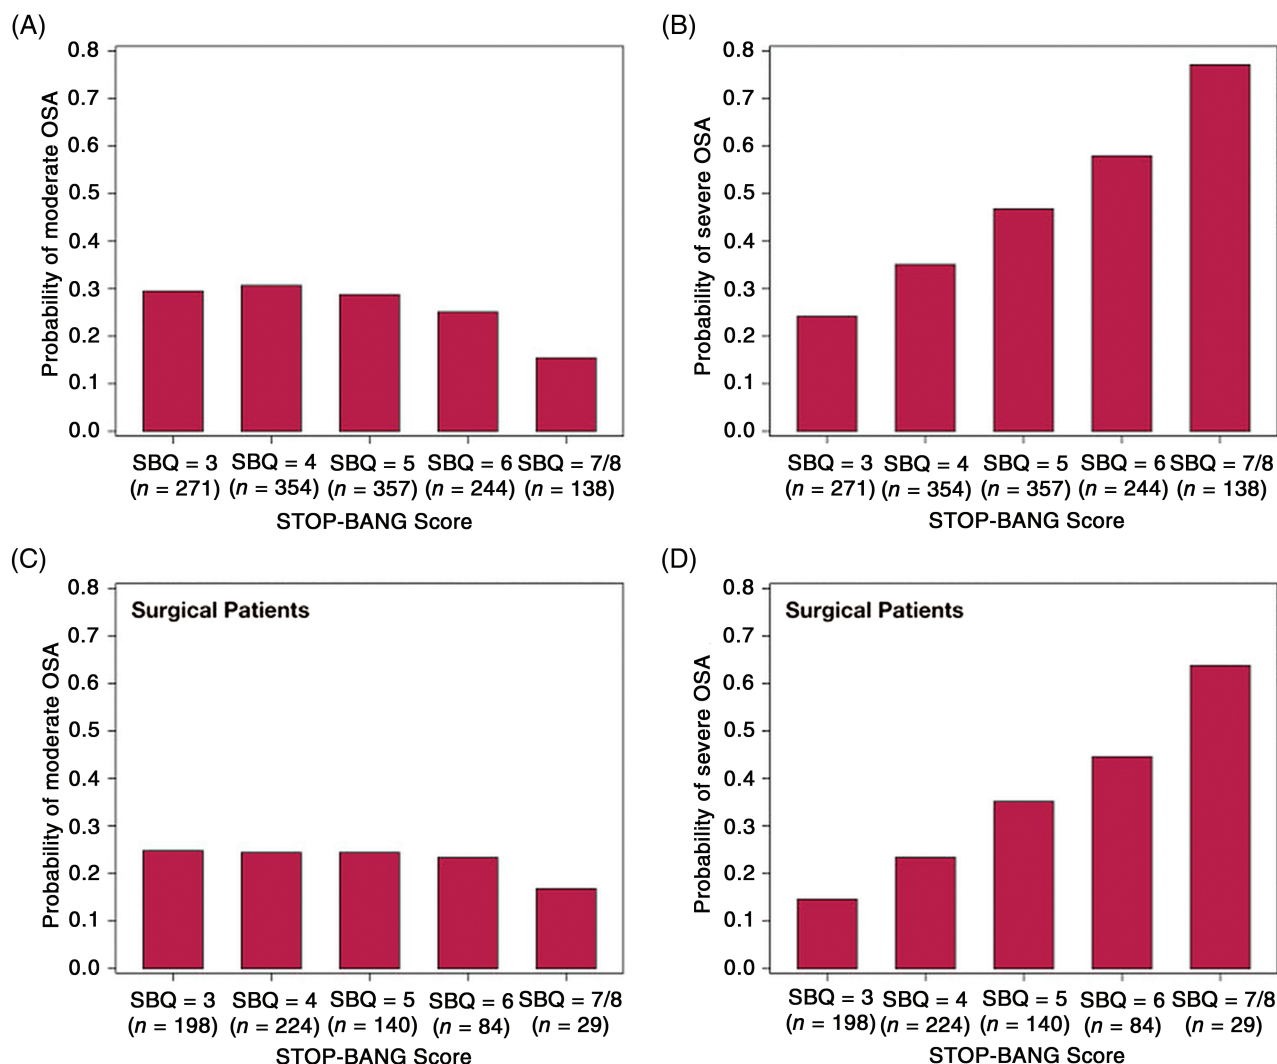 (A)
Probability of moderate OSA
0.8
0.7
0.6
0.5
0.4
0.3
0.2
0.1
0.0
SBQ = 3 SBQ = 4 SBQ = 5 SBQ = 6 SBQ = 7/8
(n = 271) (n = 354) (n = 357) (n = 244) (n = 138)
STOP-BANG Score
(B)
Probability of severe OSA
0.8
0.7
0.6
0.5
0.4
0.3
0.2
0.1
0.0
SBQ = 3 SBQ = 4 SBQ = 5 SBQ = 6 SBQ = 7/8
(n = 271) (n = 354) (n = 357) (n = 244) (n = 138)
STOP-BANG Score
(C)
Surgical Patients
Probability of moderate OSA
0.8
0.7
0.6
0.5
0.4
0.3
0.2
0.1
0.0
SBQ = 3 SBQ = 4 SBQ = 5 SBQ = 6 SBQ = 7/8
(n = 198) (n = 224) (n = 140) (n = 84) (n = 29)
STOP-BANG Score
(D)
Surgical Patients
Probability of severe OSA
0.8
0.7
0.6
0.5
0.4
0.3
0.2
0.1
0.0
SBQ = 3 SBQ = 4 SBQ = 5 SBQ = 6 SBQ = 7/8
(n = 198) (n = 224) (n = 140) (n = 84) (n = 29)
STOP-BANG Score